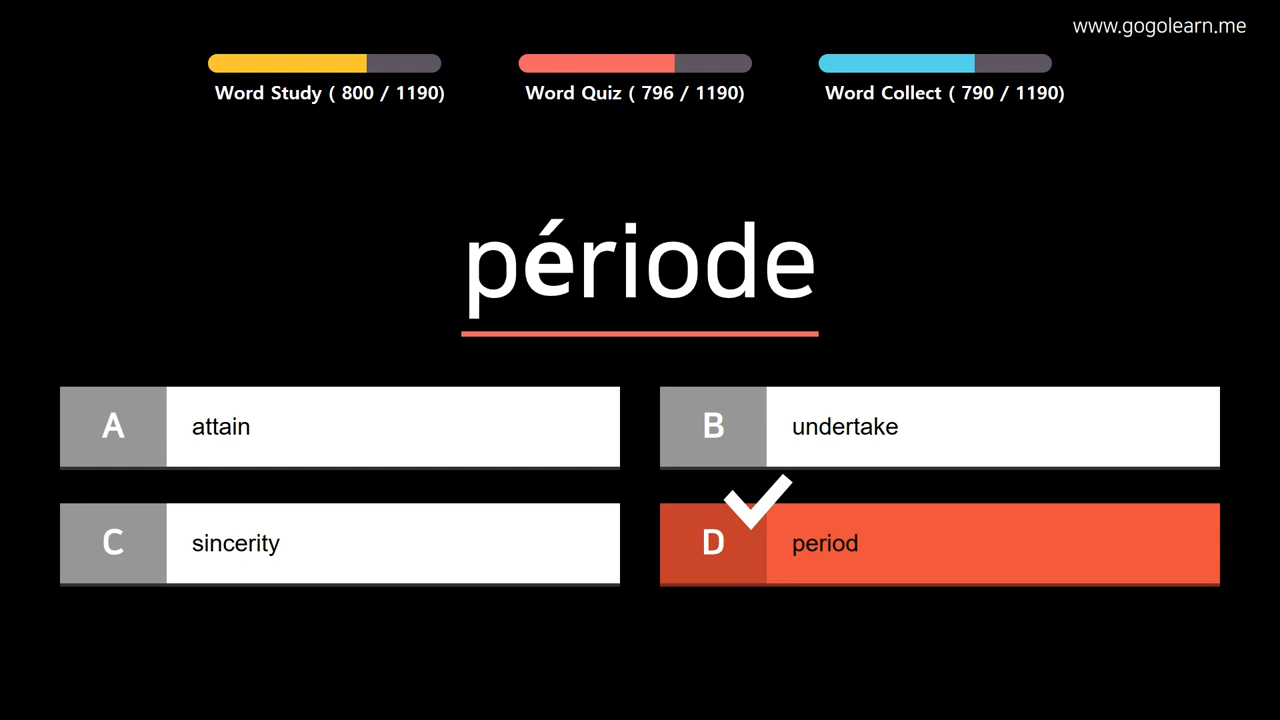 www.gogolearn.me
Word Study ( 800 / 1190)
Word Quiz ( 796 / 1190)
Word Collect ( 790 / 1190)
période
A attain
B undertake
C sincerity
D period